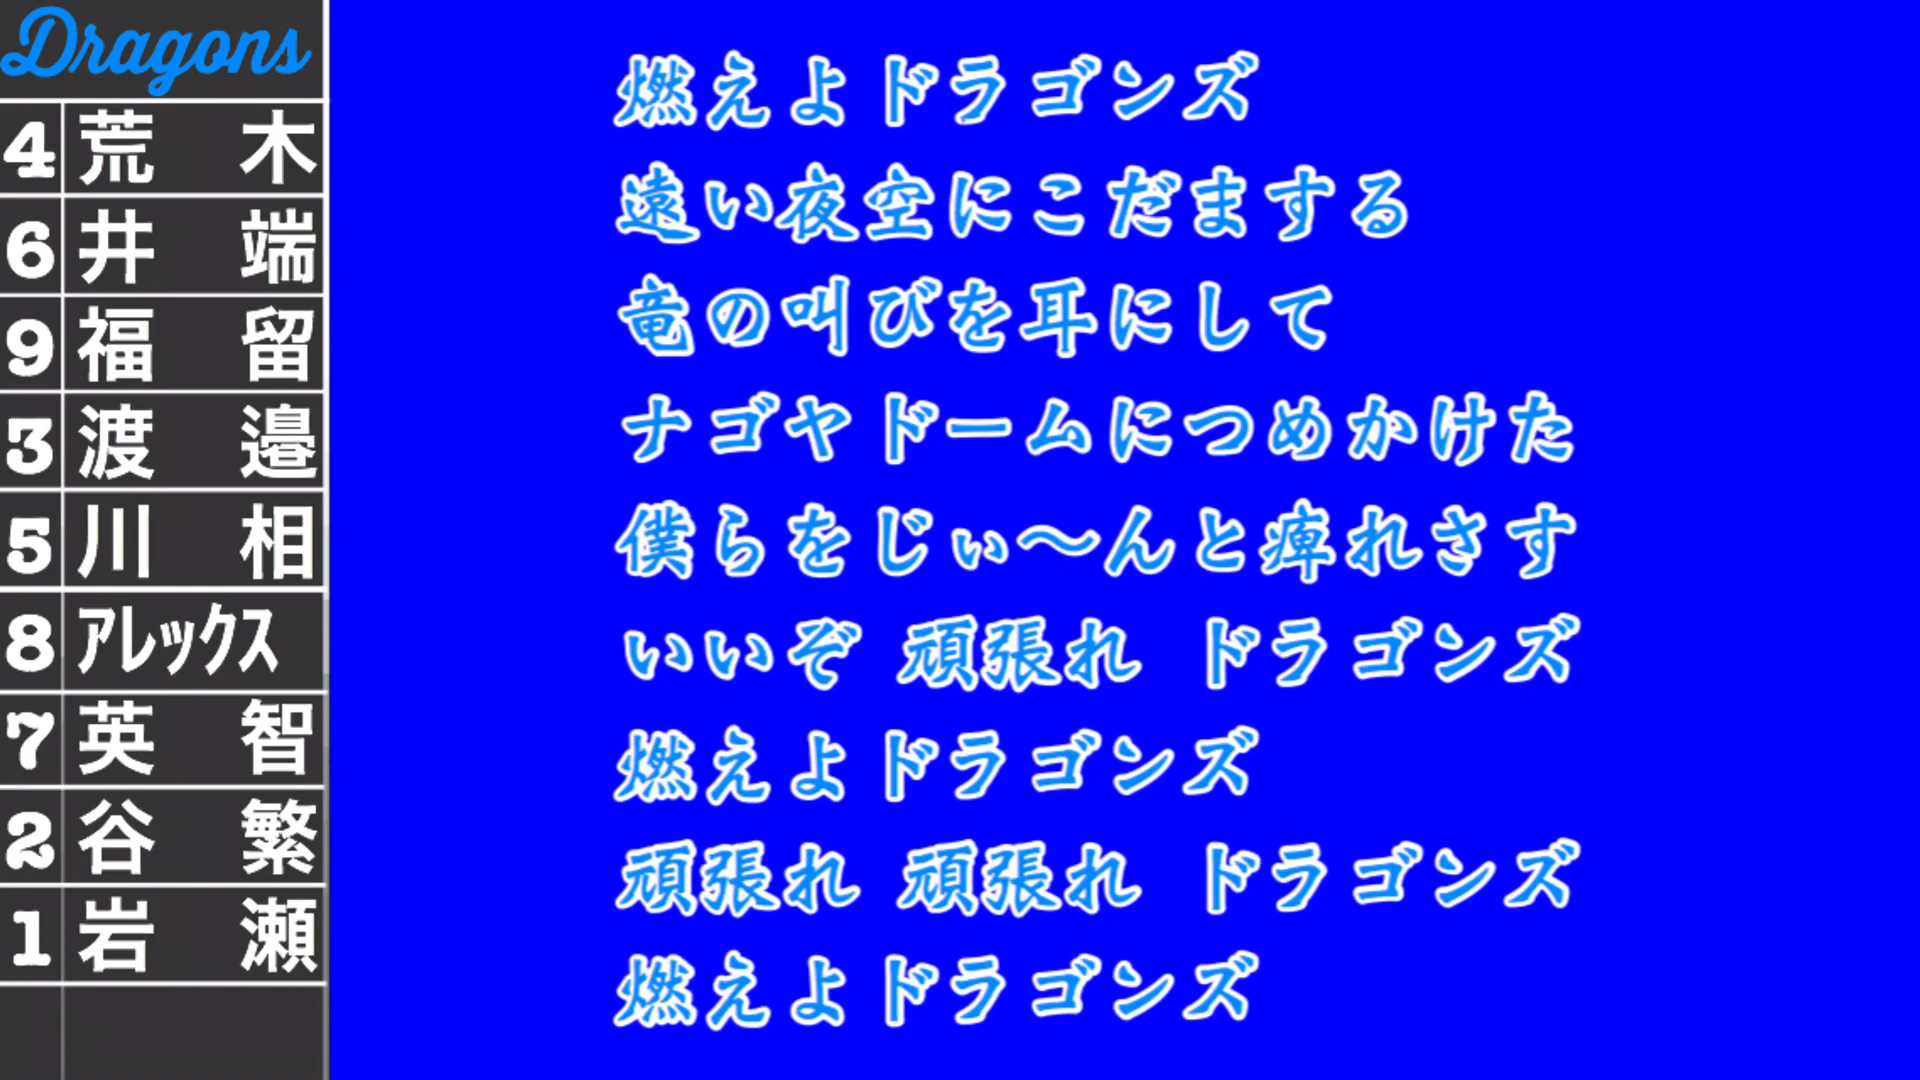 Dragons
4 荒 木
6 井 端
9 福 留
3 渡 邉
5 川 相
8 ｱﾚｯｸｽ
7 英 智
2 谷 繁
1 岩 瀬
燃えよドラゴンズ
遠い夜空にこだまする
竜の叫びを耳にして
ナゴヤドームにつめかけた
僕らをじぃ～んと痺れさす
いいぞ 頑張れ ドラゴンズ
燃えよドラゴンズ
頑張れ 頑張れ ドラゴンズ
燃えよドラゴンズ